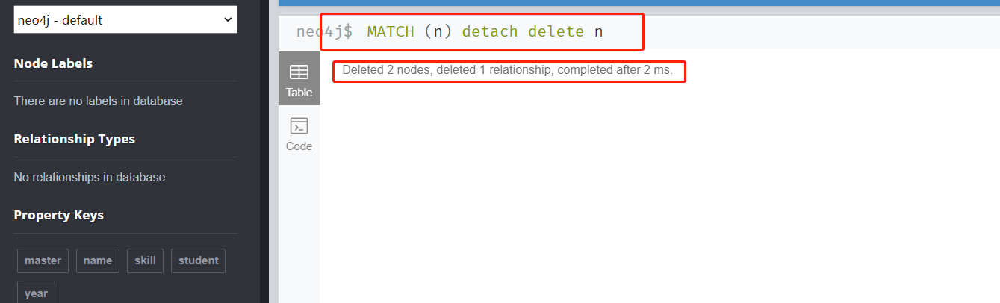 neo4j - default
Node Labels
There are no labels in database
Relationship Types
No relationships in database
Property Keys
master name skill student
year
neo4j$ MATCH (n) detach delete n
Table
Deleted 2 nodes, deleted 1 relationship, completed after 2 ms.
Code